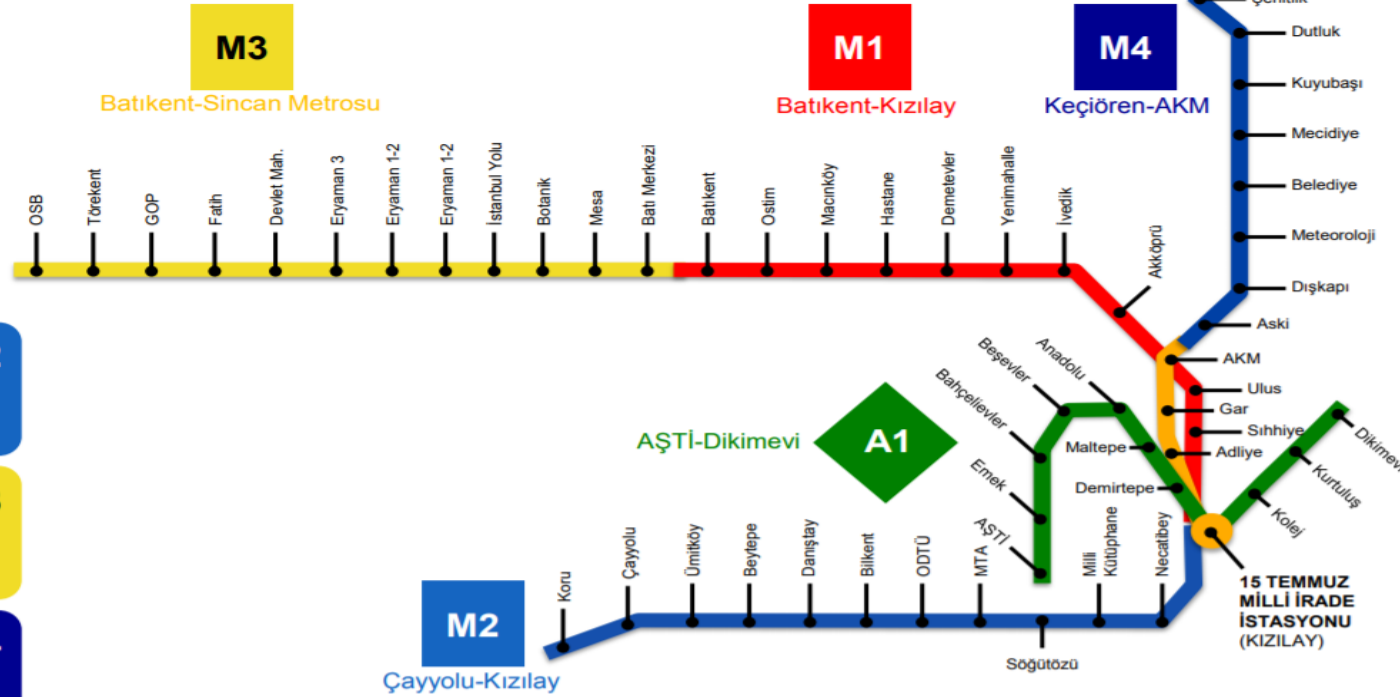 M3
Batıkent-Sincan Metrosu
M1
Batıkent-Kızılay
M4
Keçiören-AKM
Dutluk
Kuyubaşı
Mecidiye
Belediye
Meteoroloji
Dışkapı
Aski
AKM
Ulus
Gar
Sıhhiye
Adliye
OSB
Törekent
GOP
Fatih
Devlet Mah.
Eryaman 3
Eryaman 1-2
Eryaman 1-2
İstanbul Yolu
Botanik
Mesa
Batı Merkezi
Batıkent
Ostim
Macınköy
Hastane
Demetevler
Yenimahalle
İvedik
Akköprü
AŞTİ-Dikimevi
A1
AŞTİ
Emek
Bahçelievler
Beşevler
Anadolu
Maltepe
Demirtepe
Kolej
Kurtuluş
Dikimevi
15 TEMMUZ
MİLLİ İRADE
İSTASYONU
(KIZILAY)
M2
Çayyolu-Kızılay
Koru
Çayyolu
Ümitköy
Beytepe
Danıştay
Bilkent
ODTÜ
MTA
Söğütözü
Milli
Kütüphane
Necatibey